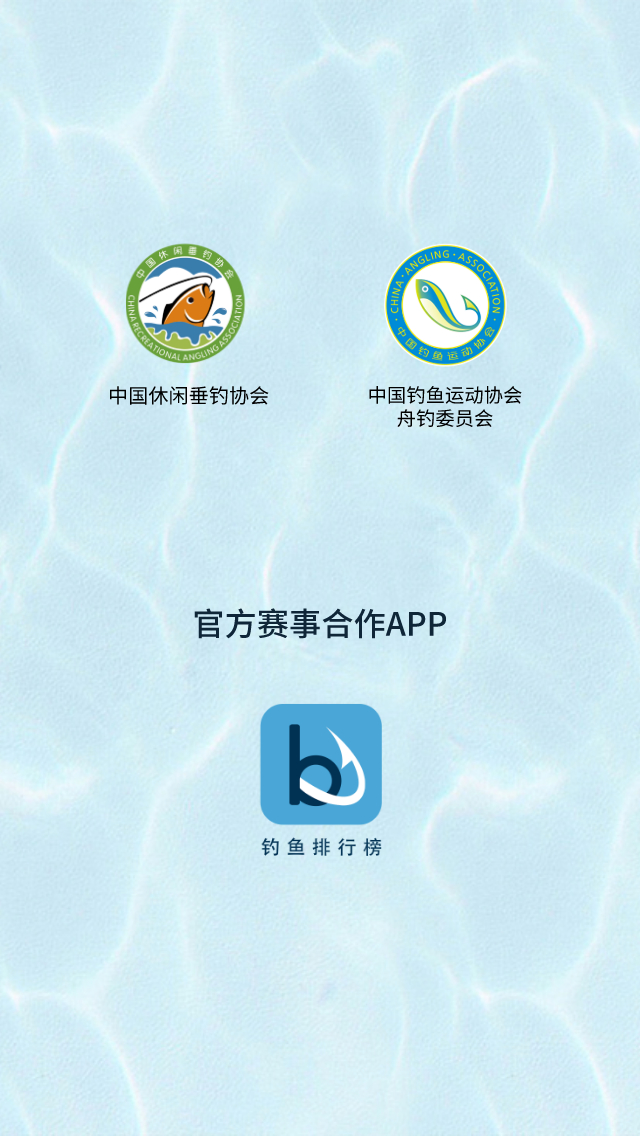 中国休闲垂钓协会
CHINA RECREATIONAL ANGLING ASSOCIATION
中国休闲垂钓协会
CHINA·ANGLING·ASSOCIATION
中国钓鱼运动协会
中国钓鱼运动协会
舟钓委员会
官方赛事合作APP
b
钓鱼排行榜